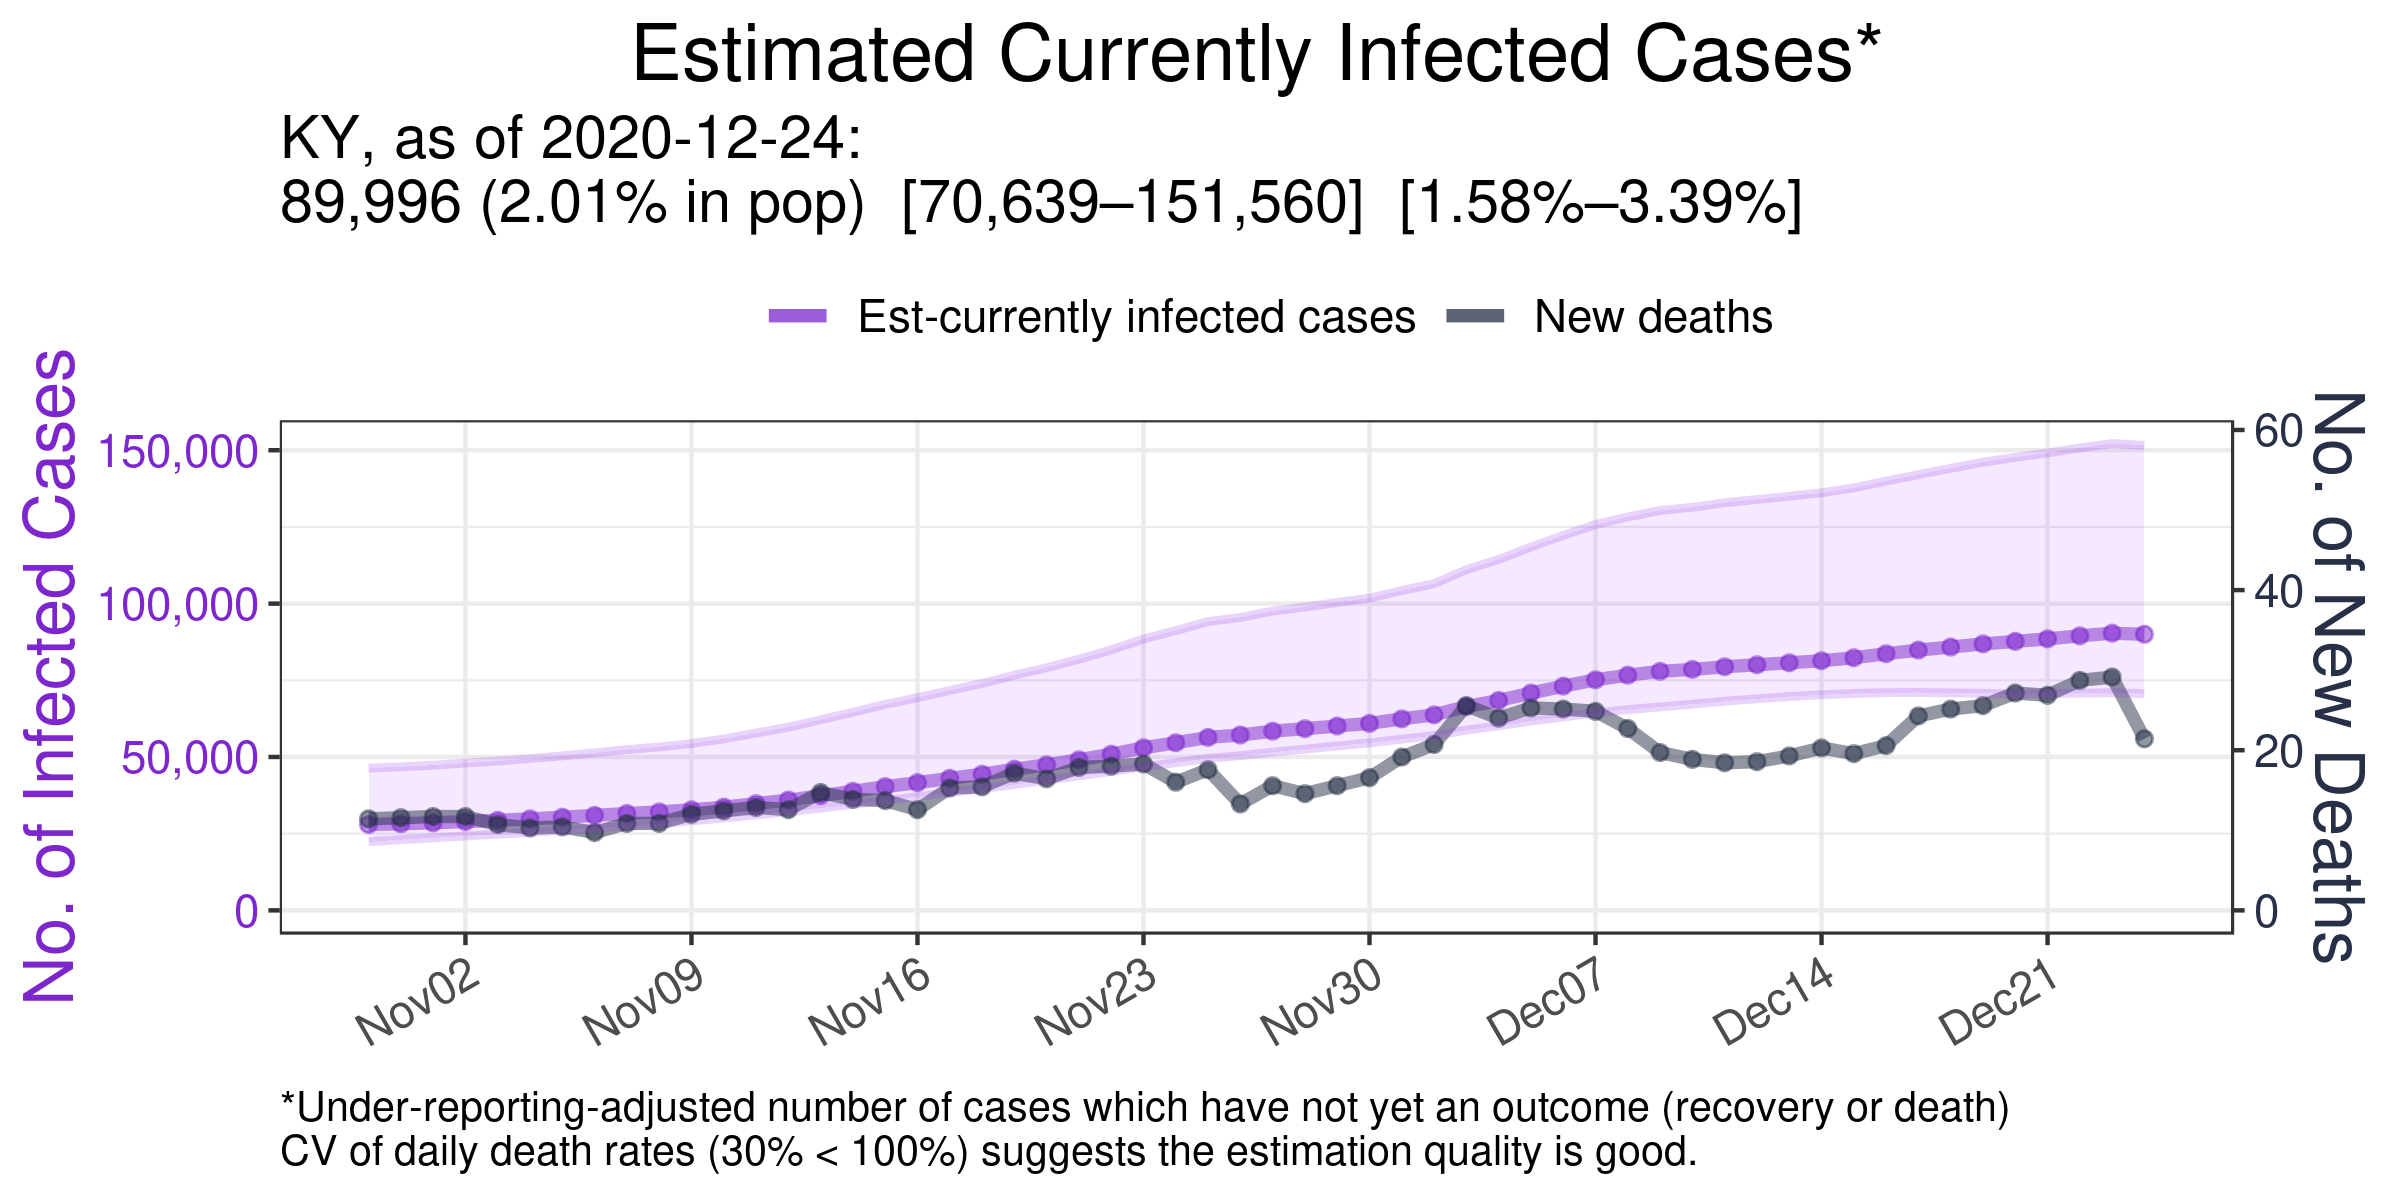 Estimated Currently Infected Cases*
KY, as of 2020-12-24:
89,996 (2.01% in pop)  [70,639–151,560]  [1.58%–3.39%]
Est-currently infected cases
New deaths
No. of Infected Cases
150,000
100,000
50,000
0
60
40
20
0
No. of New Deaths
Nov02
Nov09
Nov16
Nov23
Nov30
Dec07
Dec14
Dec21
*Under-reporting-adjusted number of cases which have not yet an outcome (recovery or death)
CV of daily death rates (30% < 100%) suggests the estimation quality is good.